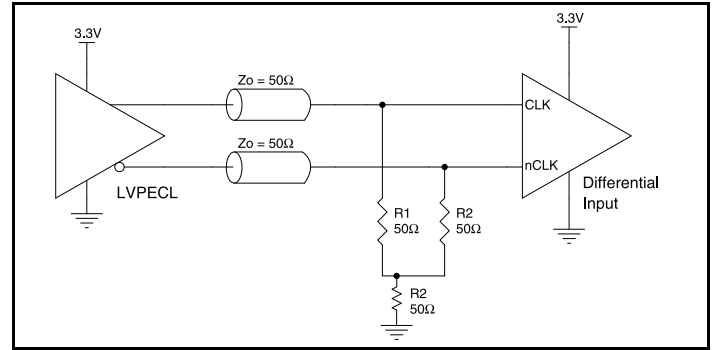 3.3V
3.3V
Zo = 50Ω
CLK
Zo = 50Ω
nCLK
LVPECL
Differential
Input
R1
50Ω
R2
50Ω
R2
50Ω